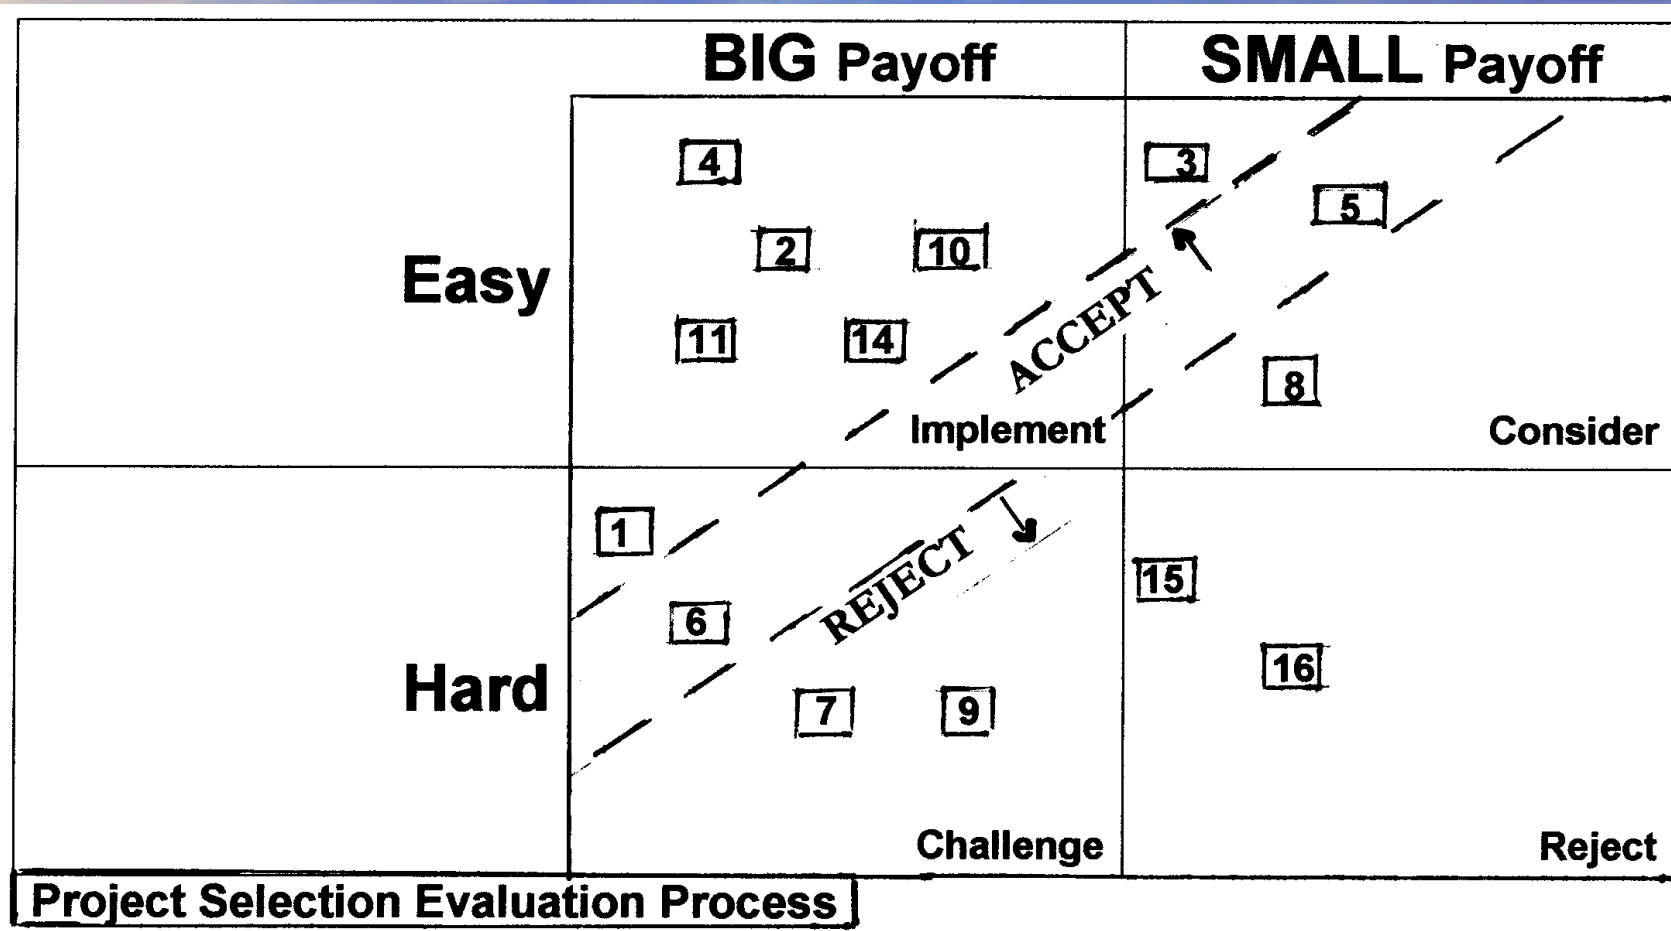 BIG Payoff
SMALL Payoff
4
3
5
2
10
Easy
ACCEPT
11
14
8
Implement
Consider
1
REJECT
15
6
16
Hard
7
9
Challenge
Reject
Project Selection Evaluation Process